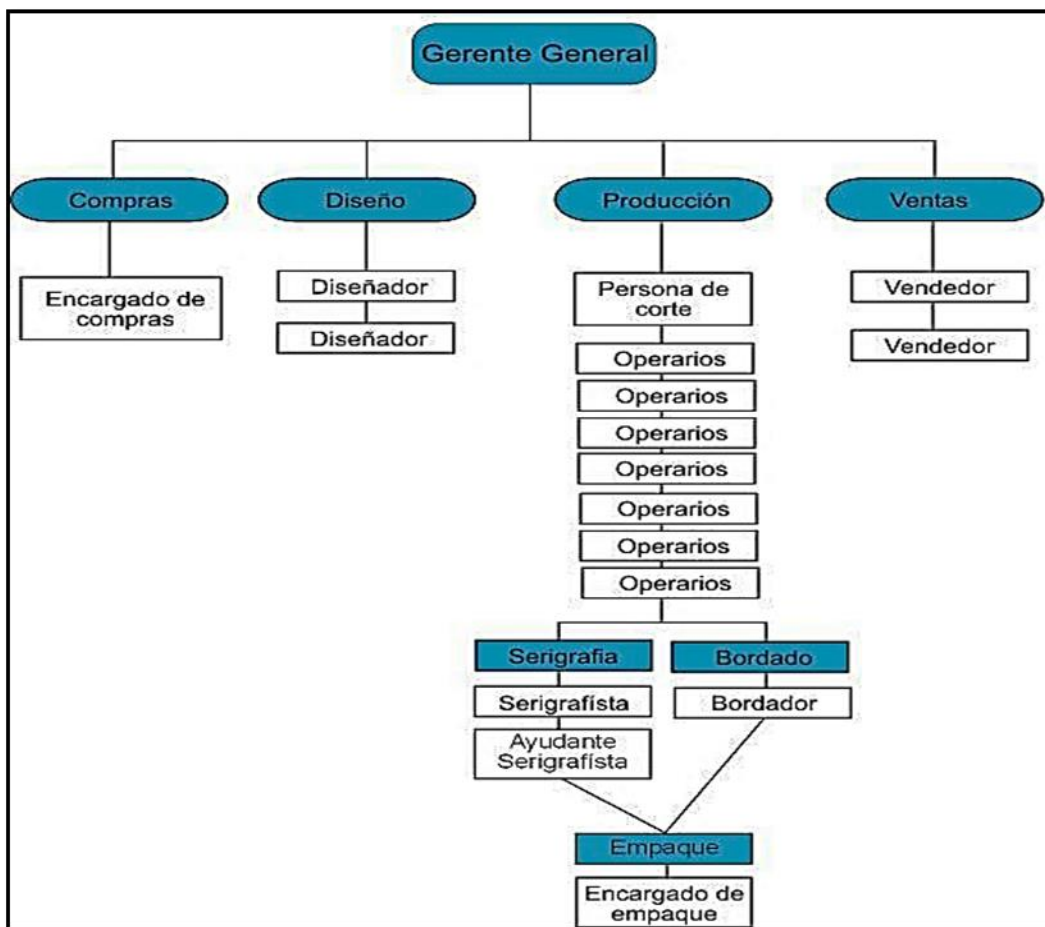 Gerente General
Compras
Diseño
Producción
Ventas
Encargado de
compras
Diseñador
Diseñador
Persona de
corte
Operarios
Operarios
Operarios
Operarios
Operarios
Operarios
Operarios
Vendedor
Vendedor
Serigrafia
Bordado
Serigrafísta
Bordador
Ayudante
Serigrafísta
Empaque
Encargado de
empaque